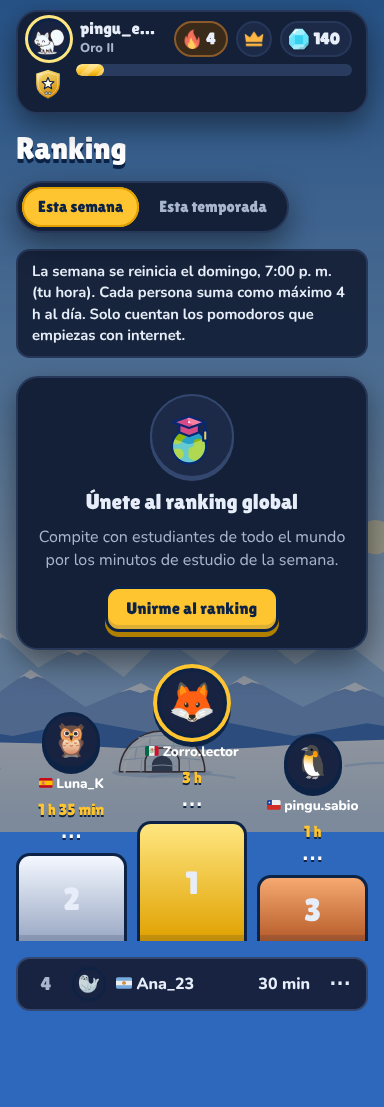 pingu_e...
Oro II
4
140
Ranking
Esta semana
Esta temporada
La semana se reinicia el domingo, 7:00 p. m.
(tu hora). Cada persona suma como máximo 4
h al día. Solo cuentan los pomodoros que
empiezas con internet.
Únete al ranking global
Compite con estudiantes de todo el mundo
por los minutos de estudio de la semana.
Unirme al ranking
Zorro.lector
3 h
...
Luna_K
1 h 35 min
...
pingu.sabio
1 h
...
2
1
3
4 Ana_23 30 min ...